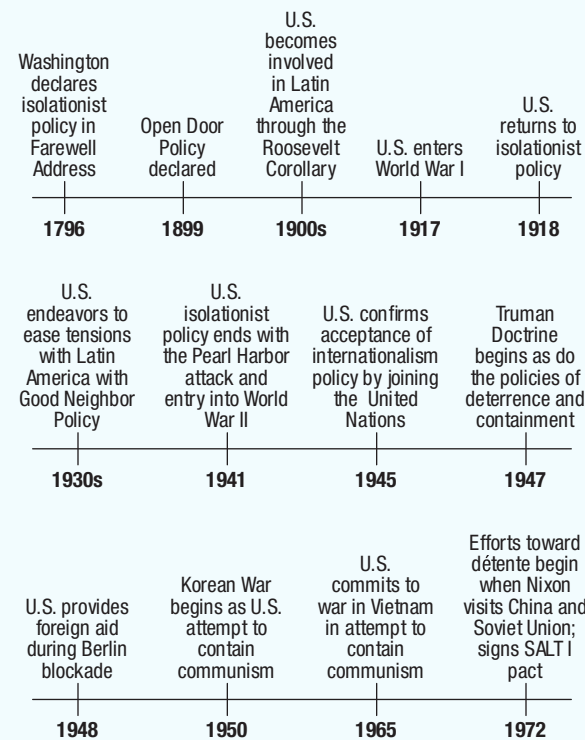 Washington
declares
isolationist
policy in
Farewell
Address
1796
Open Door
Policy
declared
1899
U.S.
becomes
involved
in Latin
America
through the
Roosevelt
Corollary
1900s
U.S. enters
World War I
1917
U.S.
returns to
isolationist
policy
1918
U.S.
endeavors to
ease tensions
with Latin
America with
Good Neighbor
Policy
1930s
U.S.
isolationist
policy ends with
the Pearl Harbor
attack and
entry into World
War II
1941
U.S. confirms
acceptance of
internationalism
policy by joining
the United
Nations
1945
Truman
Doctrine
begins as do
the policies of
deterrence and
containment
1947
U.S. provides
foreign aid
during Berlin
blockade
1948
Korean War
begins as U.S.
attempt to
contain
communism
1950
U.S.
commits to
war in Vietnam
in attempt to
contain
communism
1965
Efforts toward
détente begin
when Nixon
visits China and
Soviet Union;
signs SALT I
pact
1972